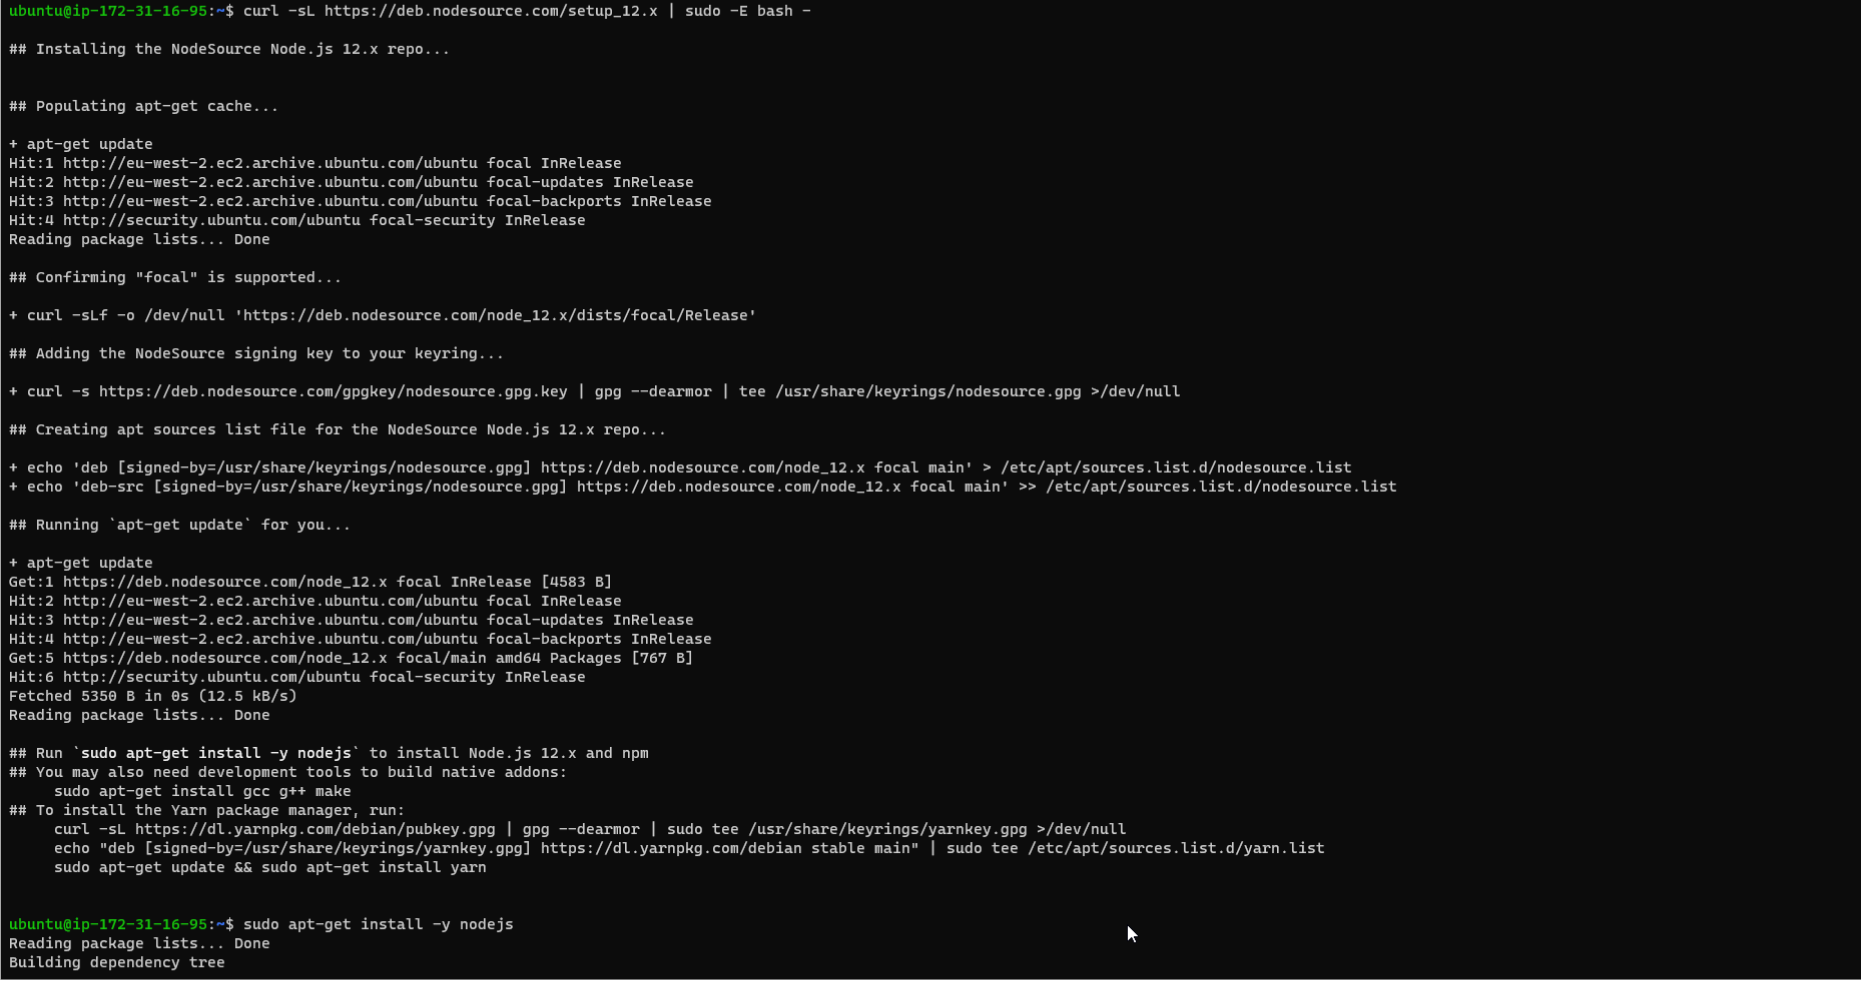 ubuntu@ip-172-31-16-95:~$ curl -sL https://deb.nodesource.com/setup_12.x | sudo -E bash -
## Installing the NodeSource Node.js 12.x repo...
## Populating apt-get cache...
+ apt-get update
Hit:1 http://eu-west-2.ec2.archive.ubuntu.com/ubuntu focal InRelease
Hit:2 http://eu-west-2.ec2.archive.ubuntu.com/ubuntu focal-updates InRelease
Hit:3 http://eu-west-2.ec2.archive.ubuntu.com/ubuntu focal-backports InRelease
Hit:4 http://security.ubuntu.com/ubuntu focal-security InRelease
Reading package lists... Done
## Confirming "focal" is supported...
+ curl -sLf -o /dev/null 'https://deb.nodesource.com/node_12.x/dists/focal/Release'
## Adding the NodeSource signing key to your keyring...
+ curl -s https://deb.nodesource.com/gpgkey/nodesource.gpg.key | gpg --dearmor | tee /usr/share/keyrings/nodesource.gpg >/dev/null
## Creating apt sources list file for the NodeSource Node.js 12.x repo...
+ echo 'deb [signed-by=/usr/share/keyrings/nodesource.gpg] https://deb.nodesource.com/node_12.x focal main' > /etc/apt/sources.list.d/nodesource.list
+ echo 'deb-src [signed-by=/usr/share/keyrings/nodesource.gpg] https://deb.nodesource.com/node_12.x focal main' >> /etc/apt/sources.list.d/nodesource.list
## Running `apt-get update` for you...
+ apt-get update
Get:1 https://deb.nodesource.com/node_12.x focal InRelease [4583 B]
Hit:2 http://eu-west-2.ec2.archive.ubuntu.com/ubuntu focal InRelease
Hit:3 http://eu-west-2.ec2.archive.ubuntu.com/ubuntu focal-updates InRelease
Hit:4 http://eu-west-2.ec2.archive.ubuntu.com/ubuntu focal-backports InRelease
Get:5 https://deb.nodesource.com/node_12.x focal/main amd64 Packages [767 B]
Hit:6 http://security.ubuntu.com/ubuntu focal-security InRelease
Fetched 5350 B in 0s (12.5 kB/s)
Reading package lists... Done
## Run `sudo apt-get install -y nodejs` to install Node.js 12.x and npm
## You may also need development tools to build native addons:
sudo apt-get install gcc g++ make
## To install the Yarn package manager, run:
curl -sL https://dl.yarnpkg.com/debian/pubkey.gpg | gpg --dearmor | sudo tee /usr/share/keyrings/yarnkey.gpg >/dev/null
echo "deb [signed-by=/usr/share/keyrings/yarnkey.gpg] https://dl.yarnpkg.com/debian stable main" | sudo tee /etc/apt/sources.list.d/yarn.list
sudo apt-get update && sudo apt-get install yarn
ubuntu@ip-172-31-16-95:~$ sudo apt-get install -y nodejs
Reading package lists... Done
Building dependency tree